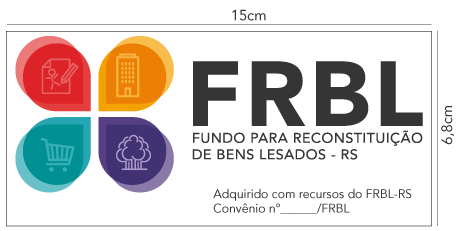 15cm
FRBL
FUNDO PARA RECONSTITUIÇÃO
DE BENS LESADOS - RS
Adquirido com recursos do FRBL-RS
Convênio n°______/FRBL
6,8cm